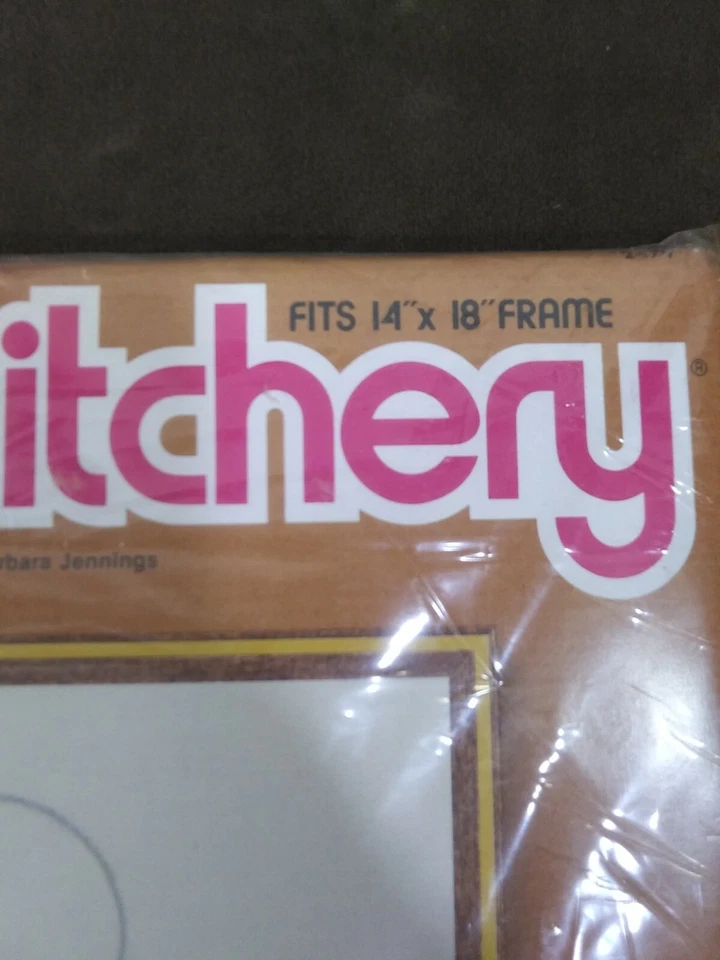 FITS 14"x 18"FRAME
itchery®
rbara Jennings